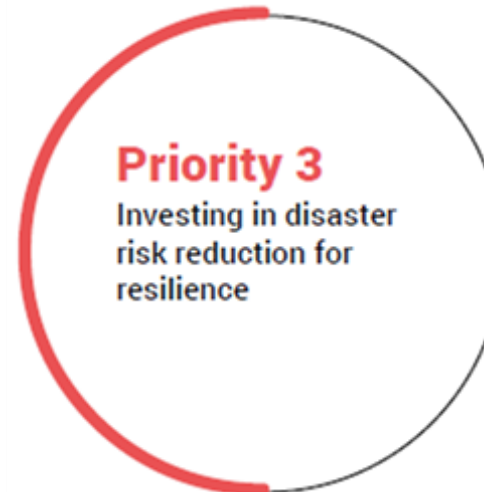 Priority 3
Investing in disaster
risk reduction for
resilience